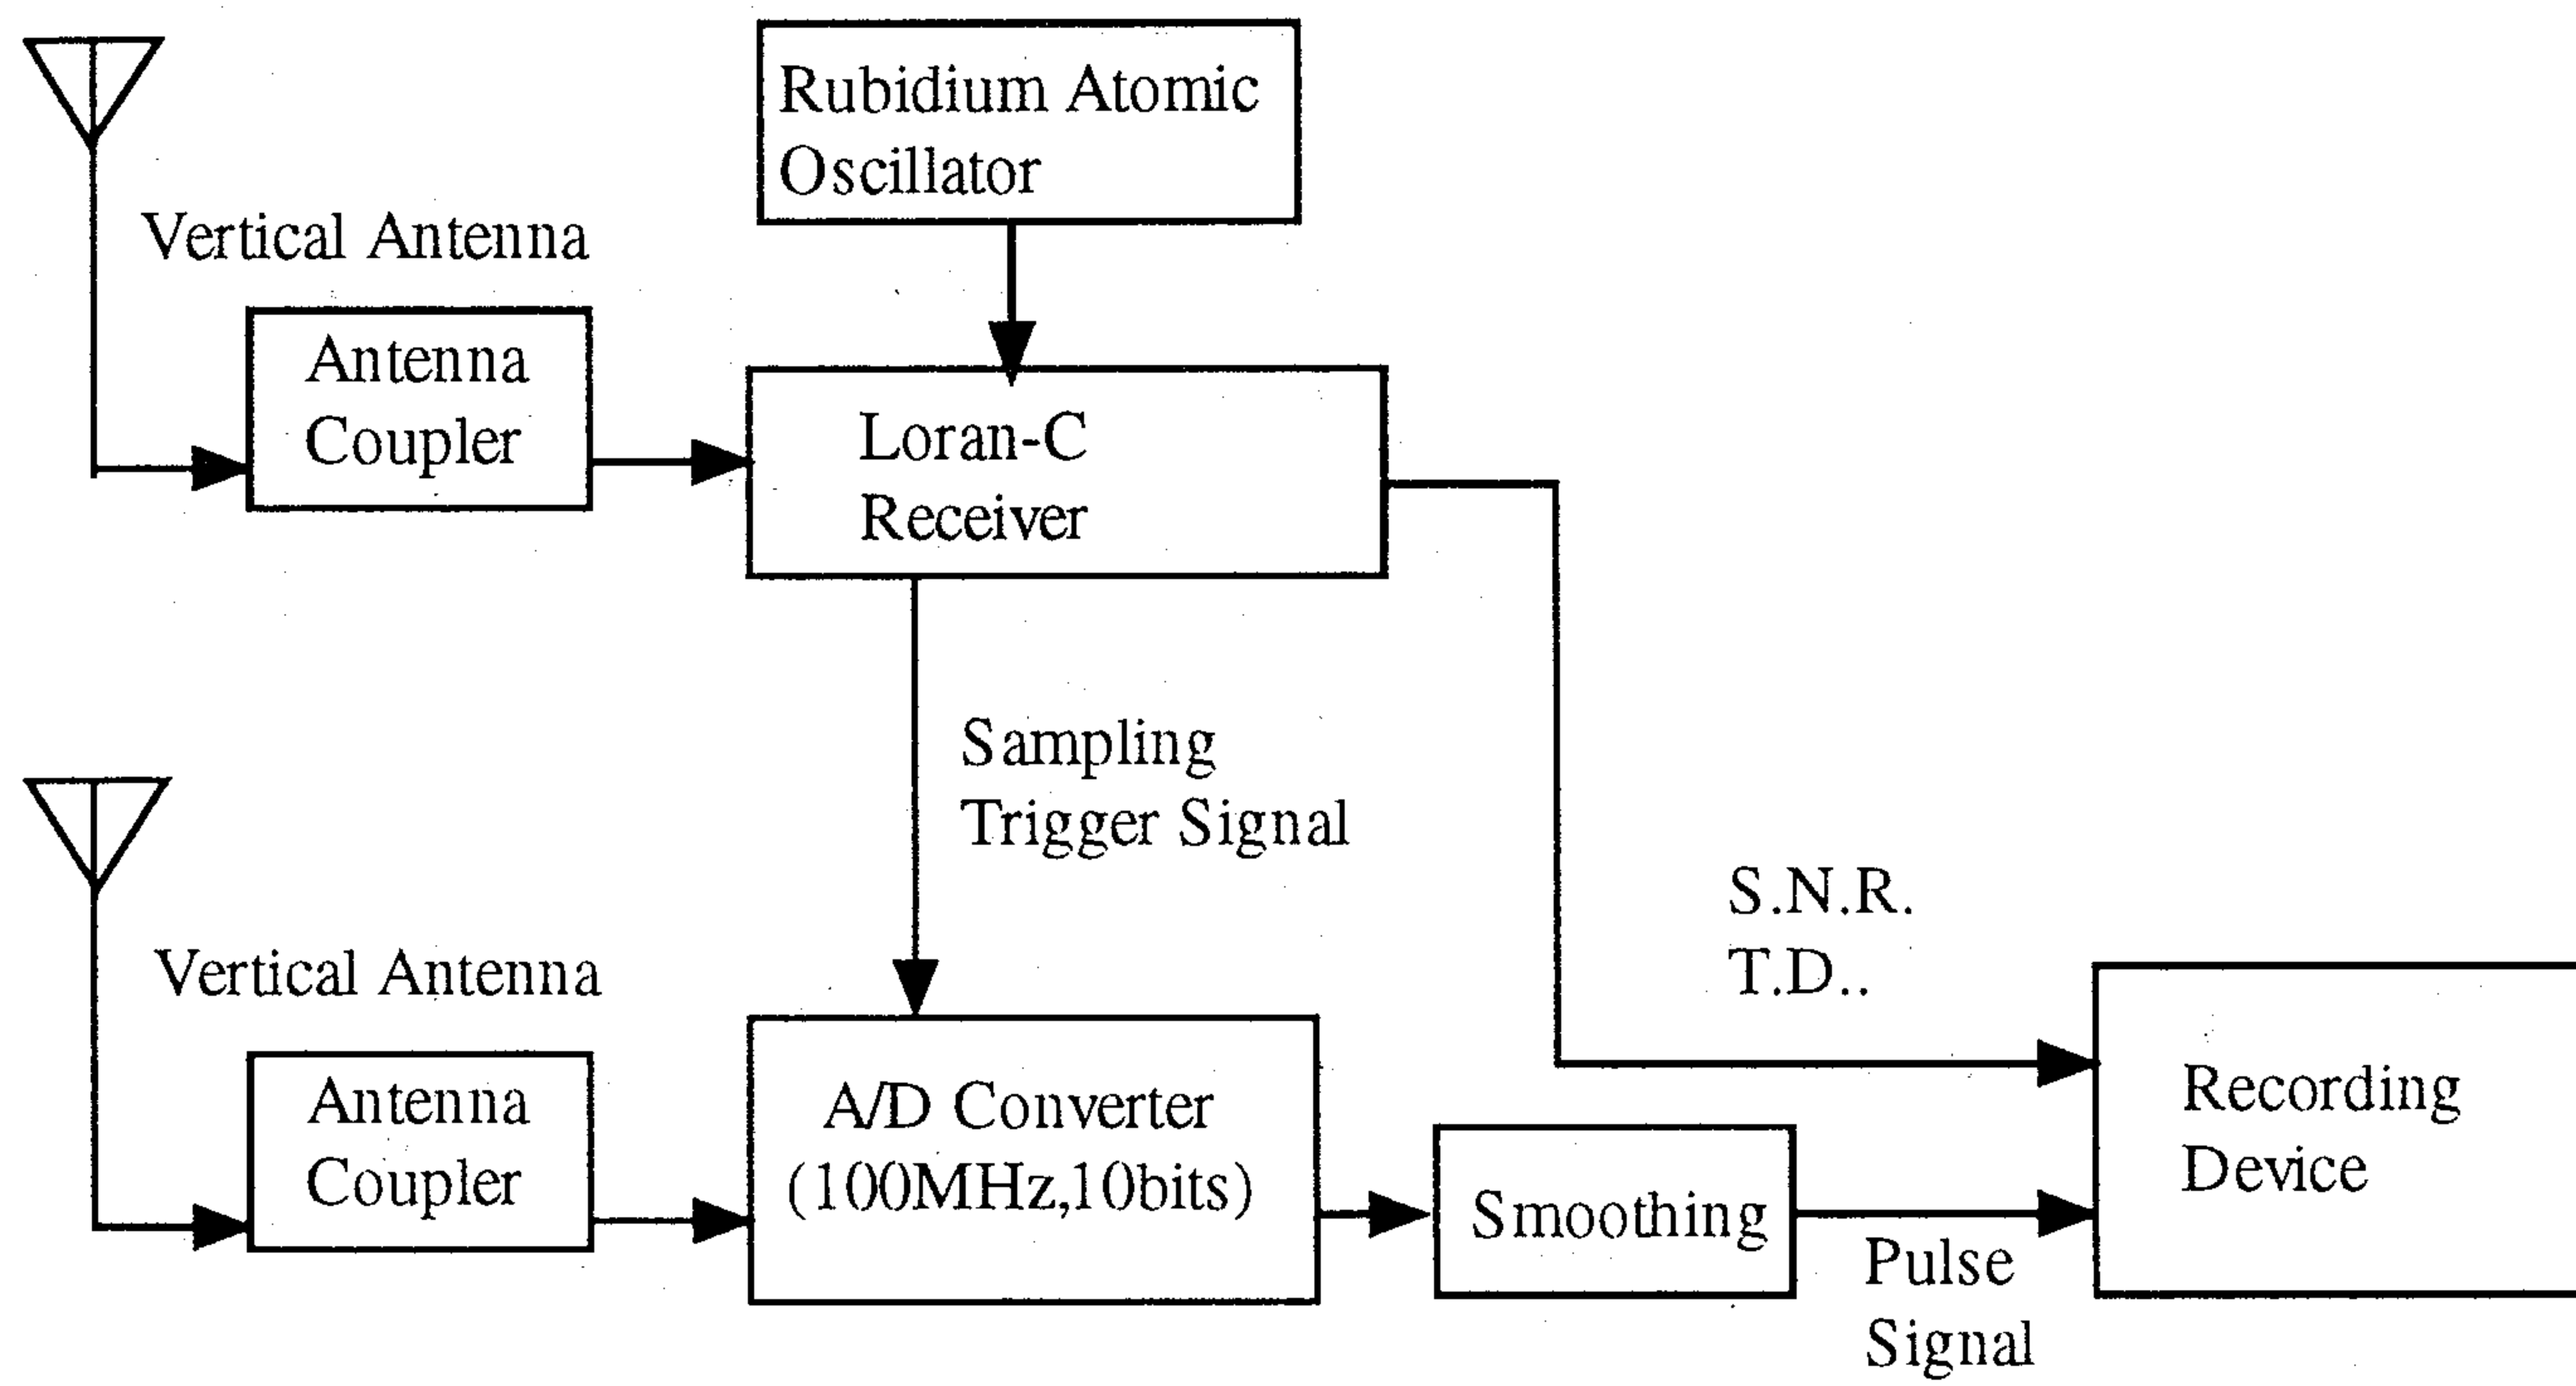 Rubidium Atomic
Oscillator
Vertical Antenna
Antenna
Coupler
Loran-C
Receiver
Sampling
Trigger Signal
S.N.R.
T.D..
Vertical Antenna
Antenna
Coupler
A/D Converter
(100MHz,10bits)
Smoothing
Recording
Device
Pulse
Signal